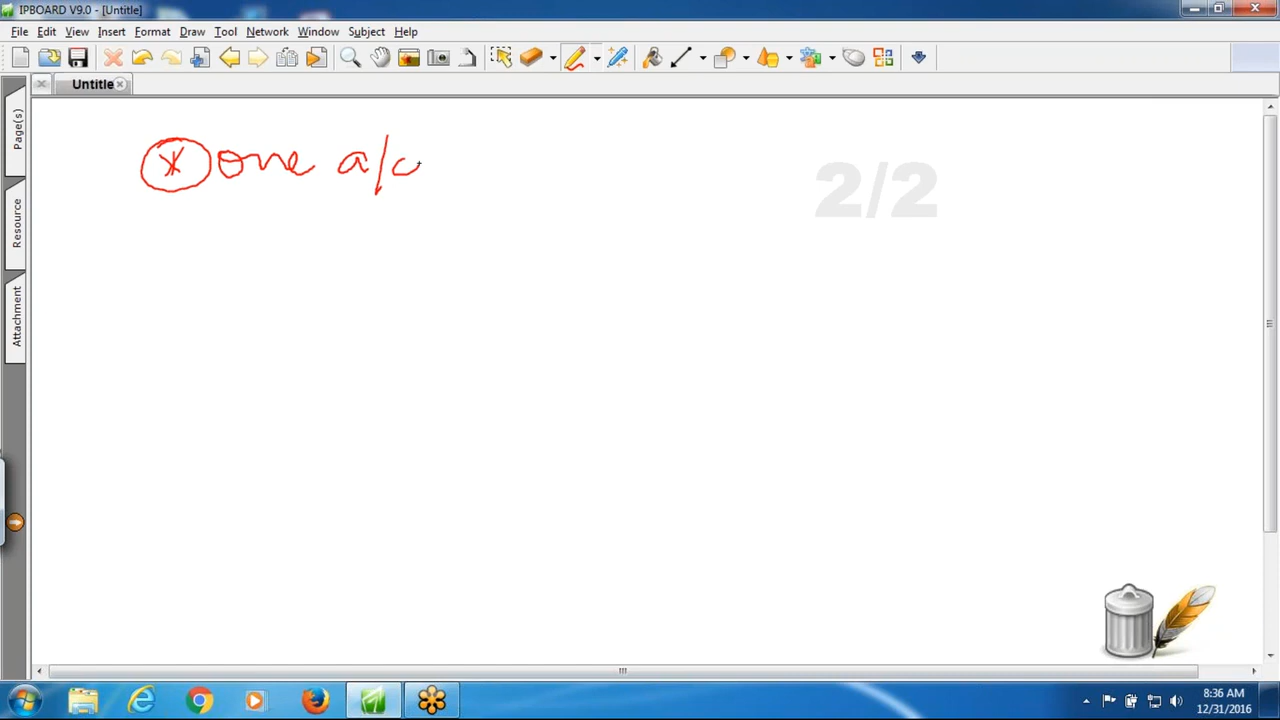 IPBOARD V9.0 - [Untitle]
File Edit View Insert Format Draw Tool Network Window Subject Help
Untitle
Page(s)
Resource
Attachment
* one a/c
2/2
8:36 AM
12/31/2016